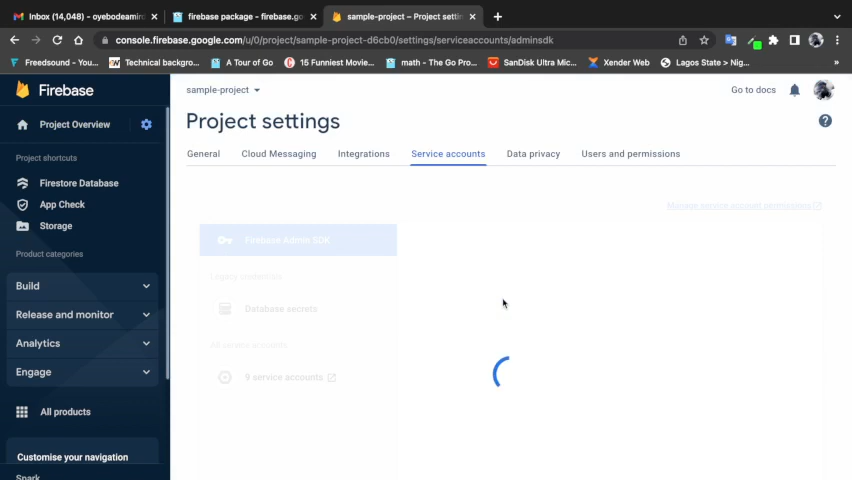 Inbox (14,048) – oyebodeamird
firebase package - firebase.go
sample-project – Project settin
console.firebase.google.com/u/0/project/sample-project-d6cb0/settings/serviceaccounts/adminsdk
Freedsound - You...
Technical backgro...
A Tour of Go
15 Funniest Movie...
math - The Go Pro...
SanDisk Ultra Mic...
Xender Web
Lagos State > Nig...
Firebase
sample-project
Go to docs
Project Overview
Project settings
Project shortcuts
General
Cloud Messaging
Integrations
Service accounts
Data privacy
Users and permissions
Firestore Database
App Check
Storage
Manage service account permissions
Product categories
Firebase Admin SDK
Build
Legacy credentials
Release and monitor
Database secrets
Analytics
All service accounts
Engage
9 service accounts
All products
Customise your navigation
Spark